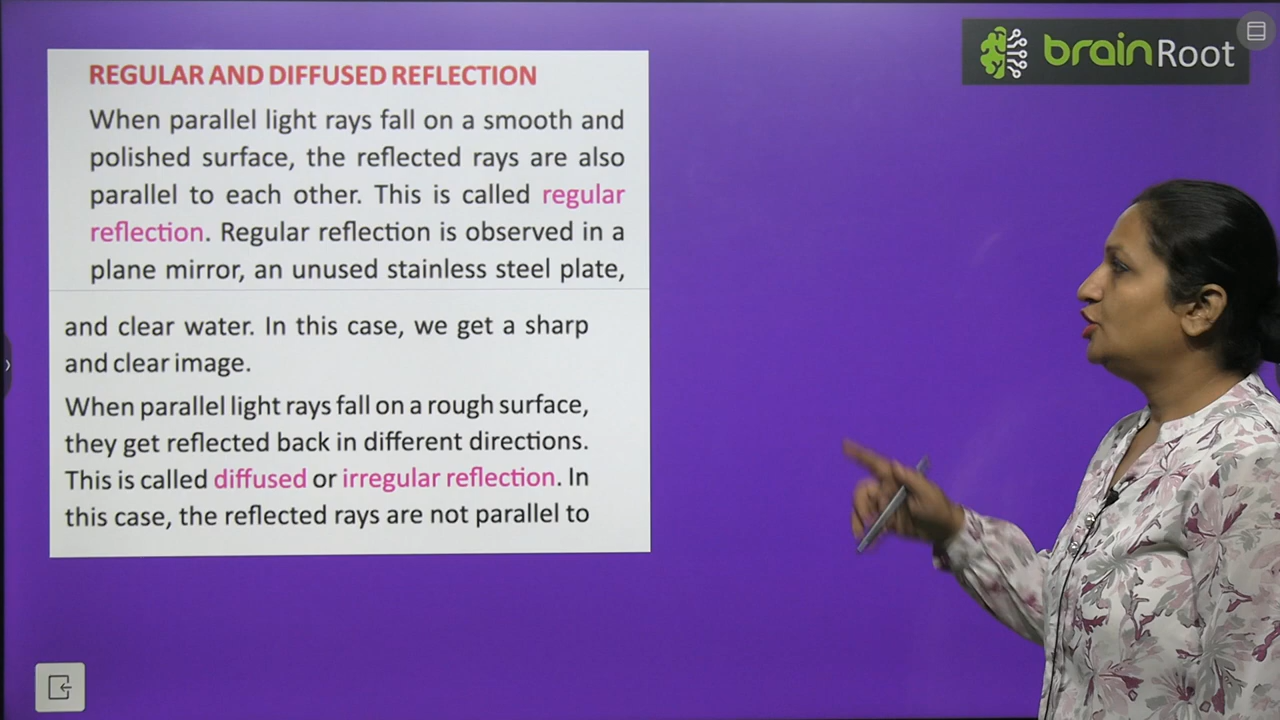 brainRoot
REGULAR AND DIFFUSED REFLECTION
When parallel light rays fall on a smooth and
polished surface, the reflected rays are also
parallel to each other. This is called regular
reflection. Regular reflection is observed in a
plane mirror, an unused stainless steel plate,
and clear water. In this case, we get a sharp
and clear image.
When parallel light rays fall on a rough surface,
they get reflected back in different directions.
This is called diffused or irregular reflection. In
this case, the reflected rays are not parallel to